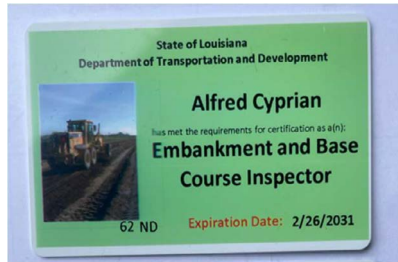 State of Louisiana
Department of Transportation and Development
Alfred Cyprian
has met the requirements for certification as a(n):
Embankment and Base
Course Inspector
62 ND
Expiration Date: 2/26/2031